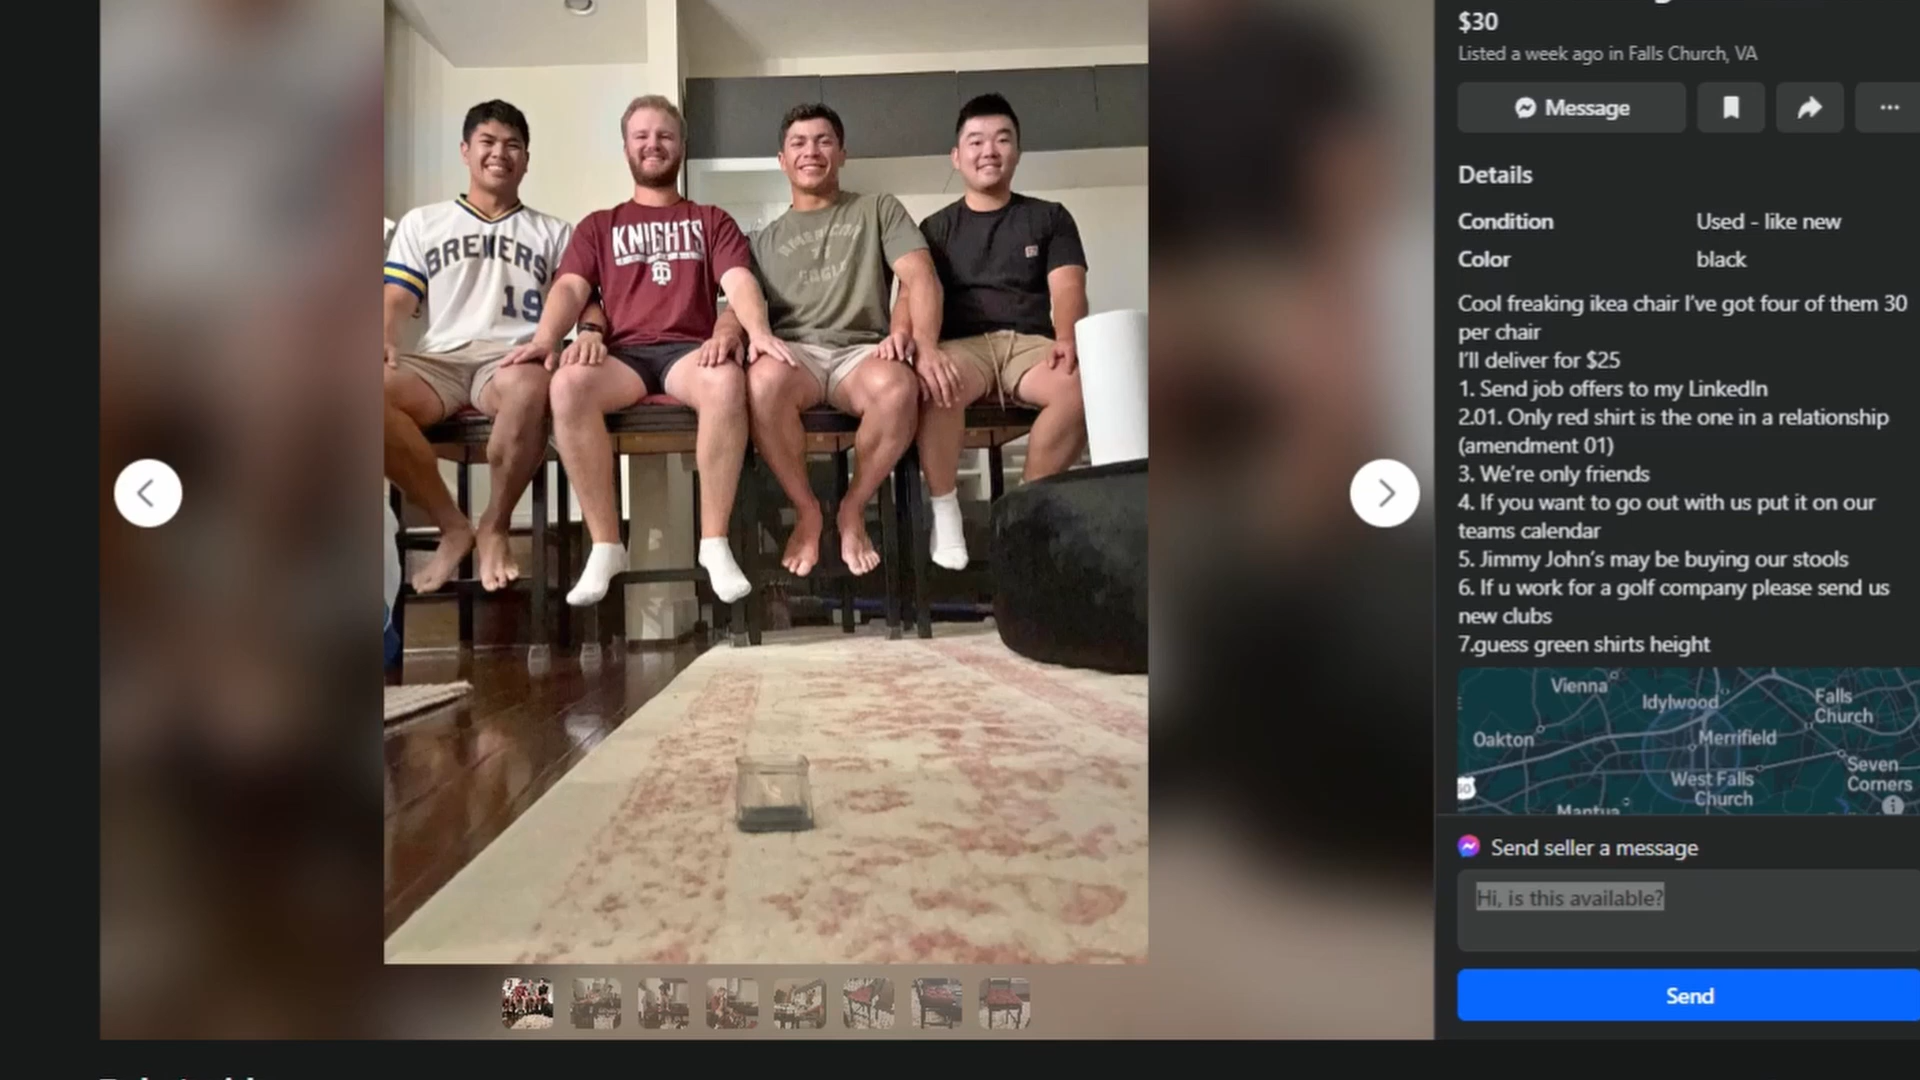 $30
Listed a week ago in Falls Church, VA
Message
Details
Condition Used - like new
Color black
Cool freaking ikea chair I've got four of them 30
per chair
I'll deliver for $25
1. Send job offers to my LinkedIn
2.01. Only red shirt is the one in a relationship
(amendment 01)
3. We're only friends
4. If you want to go out with us put it on our
teams calendar
5. Jimmy John's may be buying our stools
6. If u work for a golf company please send us
new clubs
7.guess green shirts height
Vienna
Idylwood
Falls
Church
Oakton
Merrifield
West Falls
Church
Seven
Corners
Mantua
Send seller a message
Hi, is this available?
Send
BREWERS
19
KNIGHTS
AMERICAN
77
EAGLE